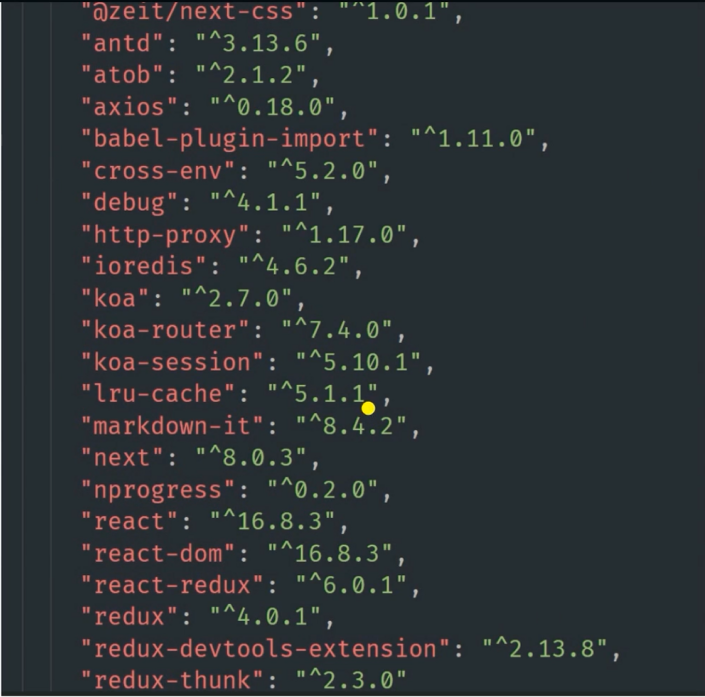 "@zeit/next-css": "^1.0.1",
"antd": "^3.13.6",
"atob": "^2.1.2",
"axios": "^0.18.0",
"babel-plugin-import": "^1.11.0",
"cross-env": "^5.2.0",
"debug": "^4.1.1",
"http-proxy": "^1.17.0",
"ioredis": "^4.6.2",
"koa": "^2.7.0",
"koa-router": "^7.4.0",
"koa-session": "^5.10.1",
"lru-cache": "^5.1.1",
"markdown-it": "^8.4.2",
"next": "^8.0.3",
"nprogress": "^0.2.0",
"react": "^16.8.3",
"react-dom": "^16.8.3",
"react-redux": "^6.0.1",
"redux": "^4.0.1",
"redux-devtools-extension": "^2.13.8",
"redux-thunk": "^2.3.0"